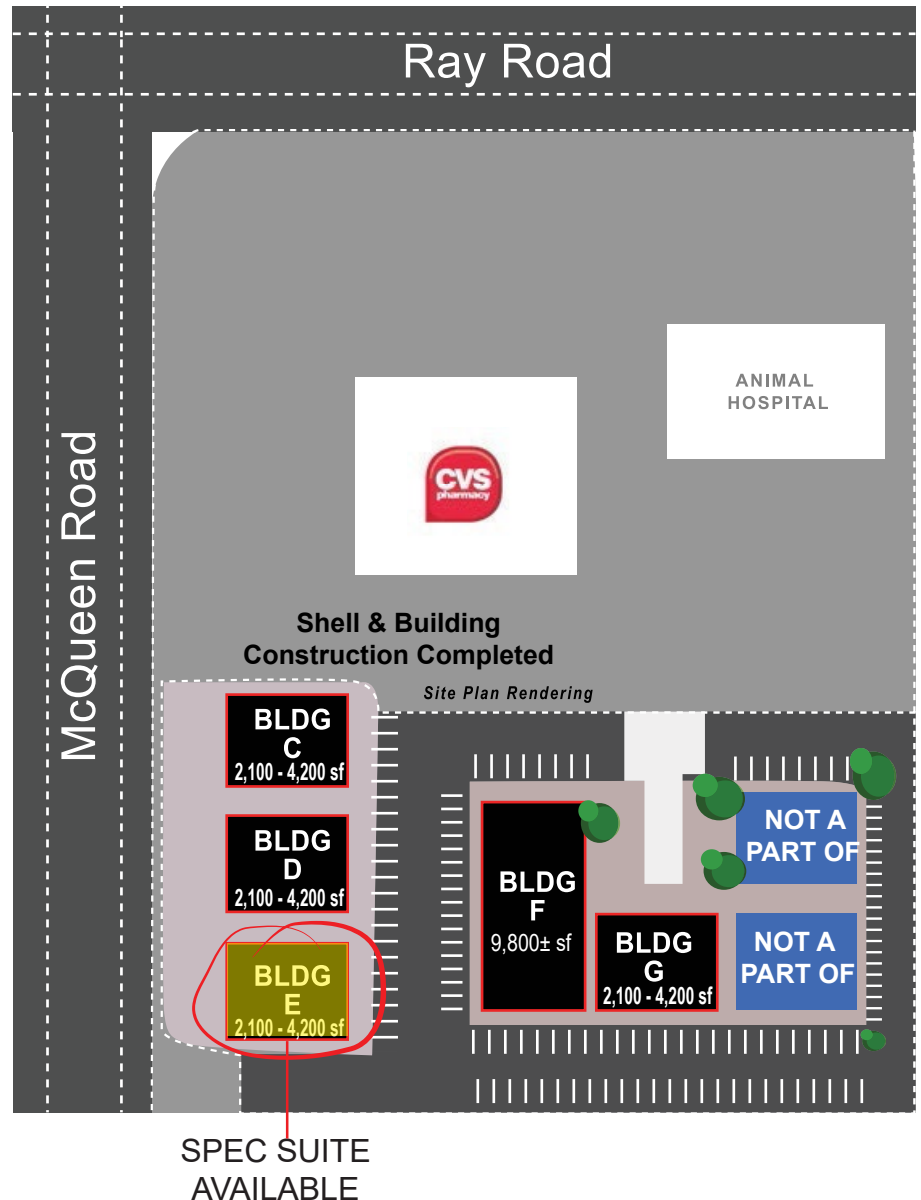 Ray Road
McQueen Road
ANIMAL
HOSPITAL
CVS
pharmacy
Shell & Building
Construction Completed
Site Plan Rendering
BLDG
C
2,100 - 4,200 sf
BLDG
D
2,100 - 4,200 sf
BLDG
E
2,100 - 4,200 sf
BLDG
F
9,800± sf
BLDG
G
2,100 - 4,200 sf
NOT A
PART OF
NOT A
PART OF
SPEC SUITE
AVAILABLE